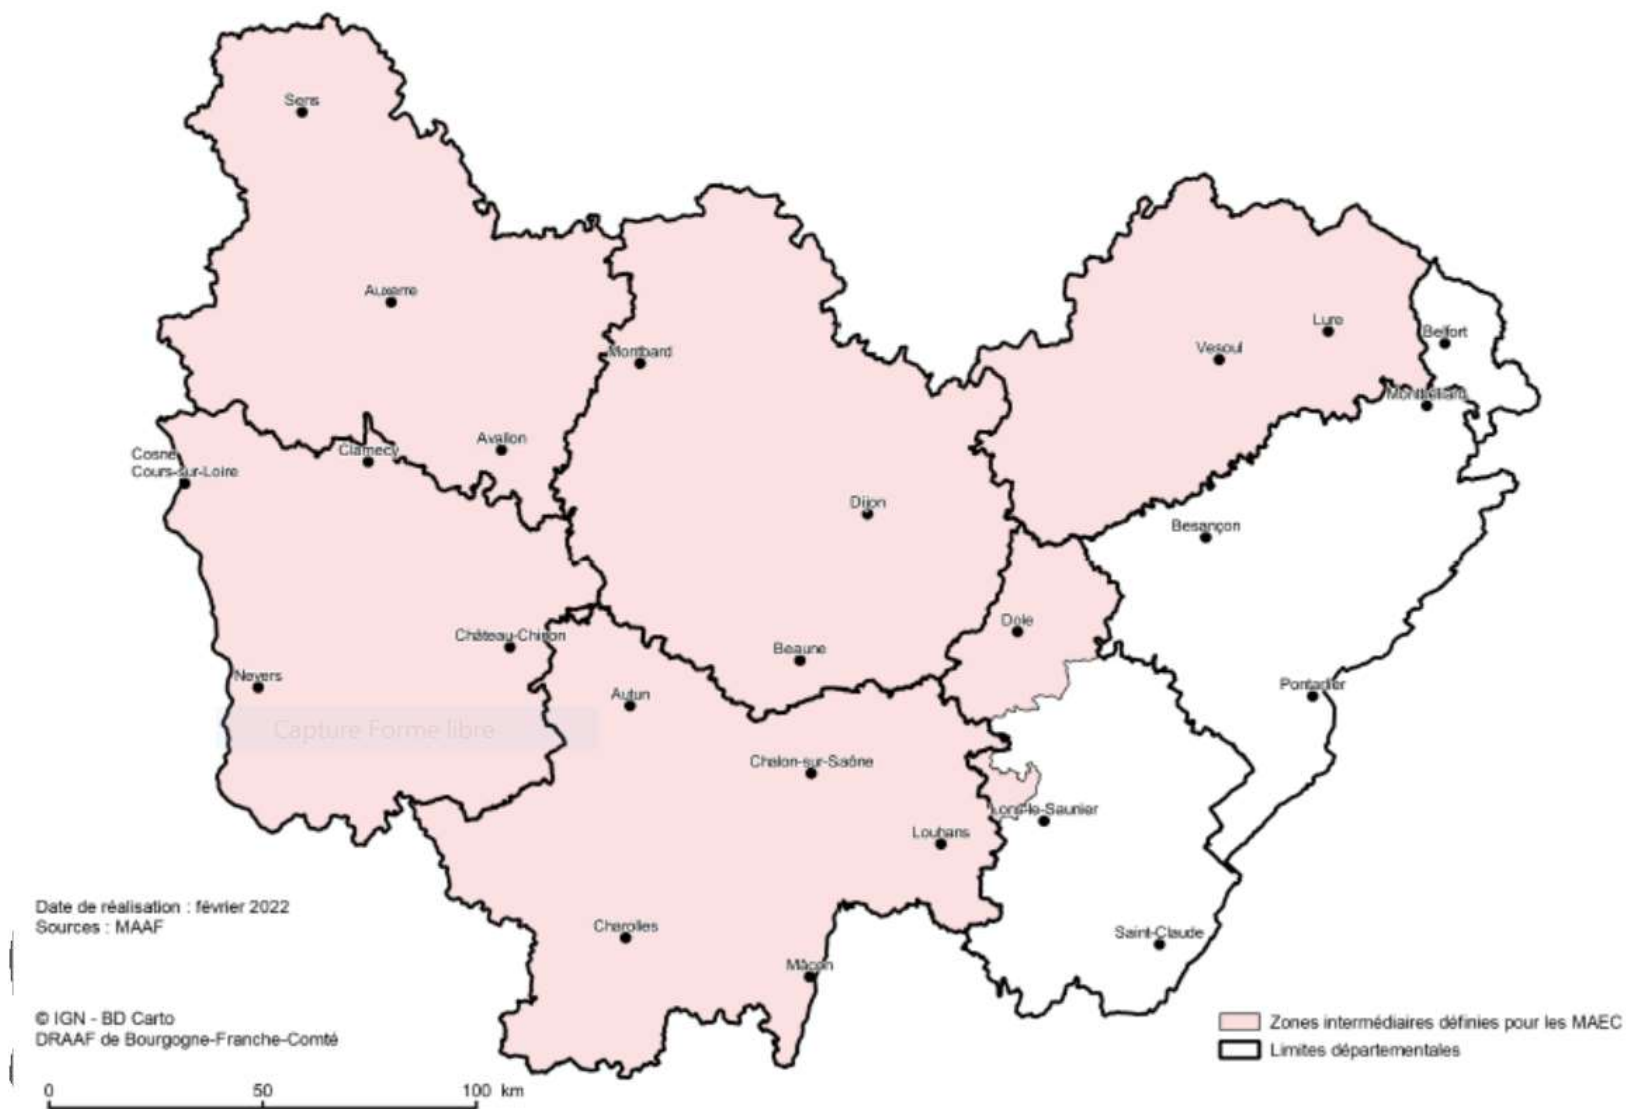 Sens
Auxerre
Montbard
Vesoul
Lure
Belfort
Montbéliard
Avallon
Clamecy
Cosne
Cours-sur-Loire
Dijon
Besançon
Dole
Château-Chinon
Beaune
Nevers
Autun
Pontarlier
Capture Forme libre
Chalon-sur-Saône
Lons-le-Saunier
Louhans
Date de réalisation : février 2022
Sources : MAAF
Charolles
Saint-Claude
Mâcon
© IGN - BD Carto
DRAAF de Bourgogne-Franche-Comté
Zones intermédiaires définies pour les MAEC
Limites départementales
0 50 100 km